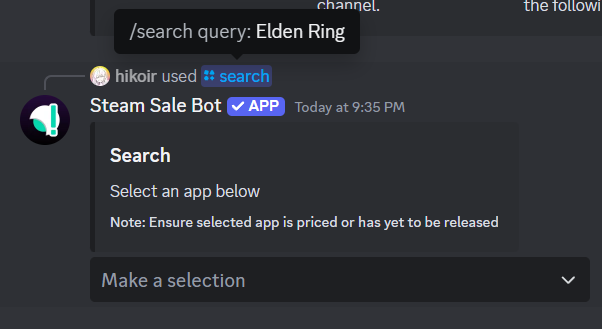 channel.
the followi
/search query: Elden Ring
hikoir used search
Steam Sale Bot APP Today at 9:35 PM
Search
Select an app below
Note: Ensure selected app is priced or has yet to be released
Make a selection